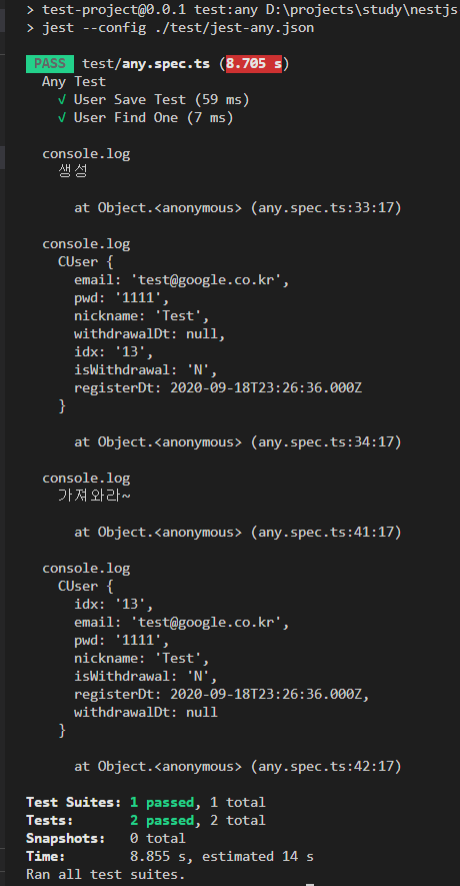 > test-project@0.0.1 test:any D:\projects\study\nestjs
> jest --config ./test/jest-any.json
PASS test/any.spec.ts (8.705 s)
Any Test
√ User Save Test (59 ms)
√ User Find One (7 ms)
console.log
생성
at Object.<anonymous> (any.spec.ts:33:17)
console.log
CUser {
email: 'test@google.co.kr',
pwd: '1111',
nickname: 'Test',
withdrawalDt: null,
idx: '13',
isWithdrawal: 'N',
registerDt: 2020-09-18T23:26:36.000Z
}
at Object.<anonymous> (any.spec.ts:34:17)
console.log
가져와라~
at Object.<anonymous> (any.spec.ts:41:17)
console.log
CUser {
idx: '13',
email: 'test@google.co.kr',
pwd: '1111',
nickname: 'Test',
isWithdrawal: 'N',
registerDt: 2020-09-18T23:26:36.000Z,
withdrawalDt: null
}
at Object.<anonymous> (any.spec.ts:42:17)
Test Suites: 1 passed, 1 total
Tests: 2 passed, 2 total
Snapshots: 0 total
Time: 8.855 s, estimated 14 s
Ran all test suites.